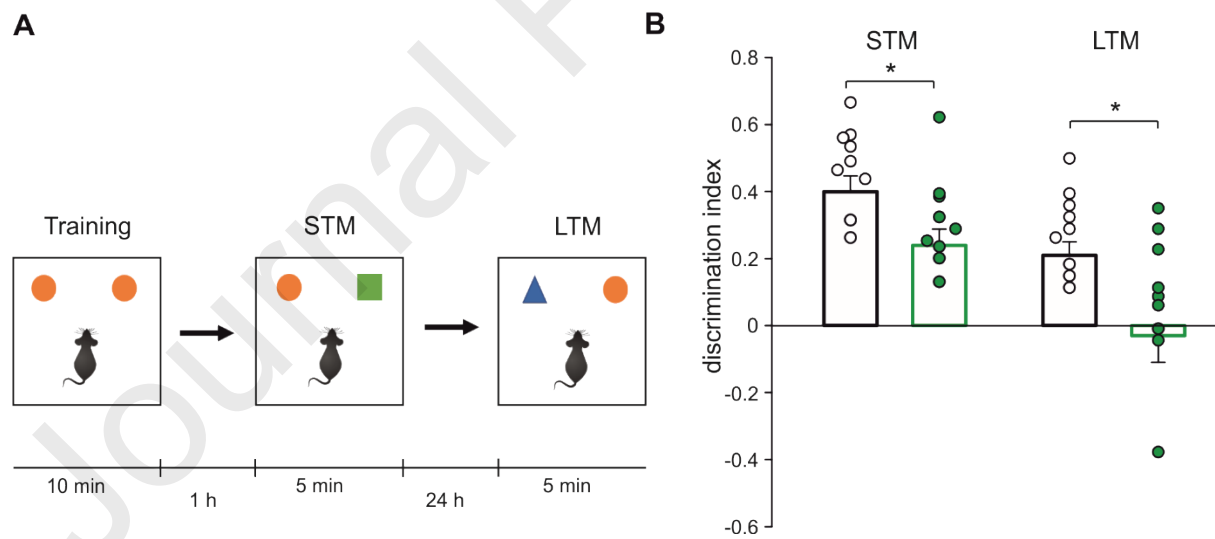 A
Training
STM
LTM
10 min
1 h
5 min
24 h
5 min
B
STM
LTM
*
*
discrimination index
0.8
0.6
0.4
0.2
0
-0.2
-0.4
-0.6
Journal